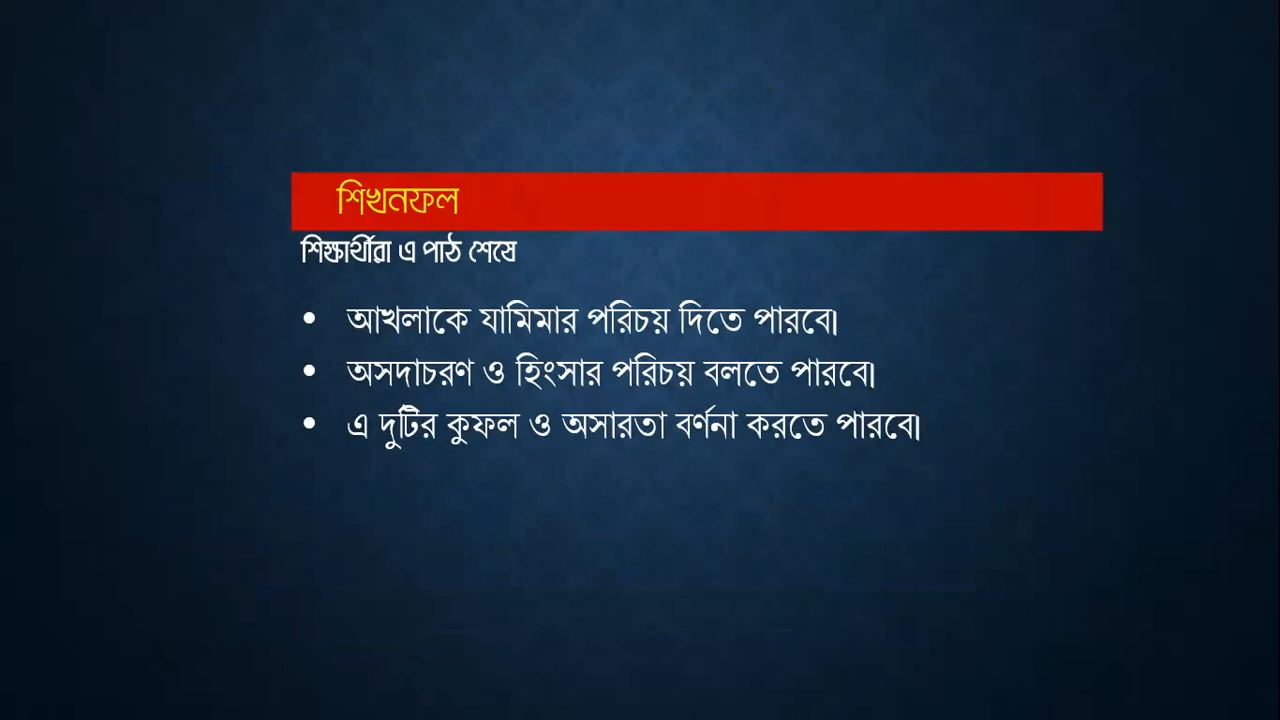 শিখনফল
শিক্ষার্থীরা এ পাঠ শেষে
• আখলাকে যামিমার পরিচয় দিতে পারবে।
• অসদাচরণ ও হিংসার পরিচয় বলতে পারবে।
• এ দুটির কুফল ও অসারতা বর্ণনা করতে পারবে।